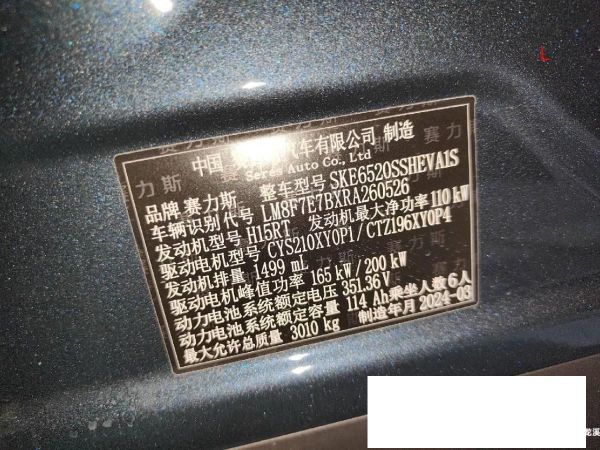 L
中国 汽车有限公司 制造
Seres Auto Co., Ltd
品牌 赛力斯 整车型号 SKE6520SSHEVA1S
车辆识别代号 LM8F7E7BXRA260526
发动机型号 H15RT 发动机最大净功率 110 kW
驱动电机型号 CYS210XY0P1/CTZ196XY0P4
发动机排量 1499 mL
驱动电机峰值功率 165 kW/200 kW
动力电池系统额定电压 351.36 V
动力电池系统额定容量 114 Ah 乘坐人数 6人
最大允许总质量 3010 kg 制造年月 2024-03
龙溪